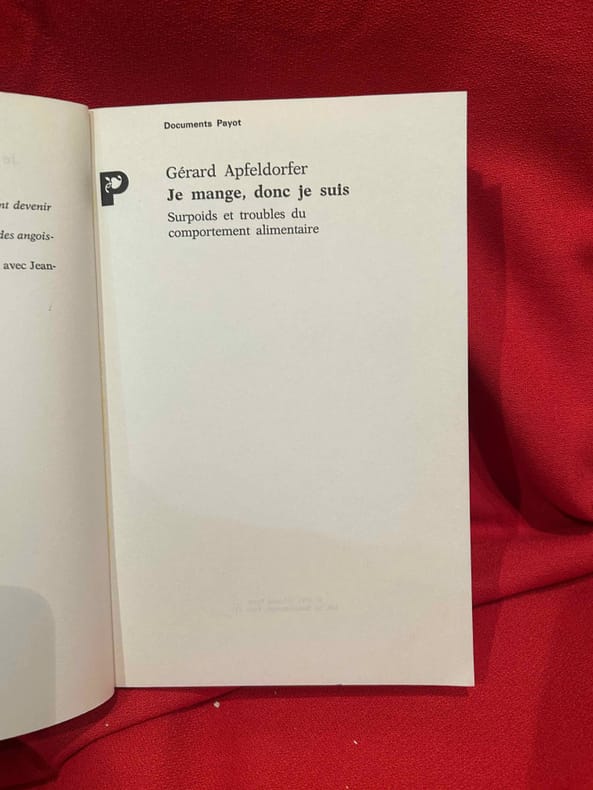 nt devenir
des angois-
avec Jean-
Documents Payot
Gérard Apfeldorfer
Je mange, donc je suis
Surpoids et troubles du
comportement alimentaire